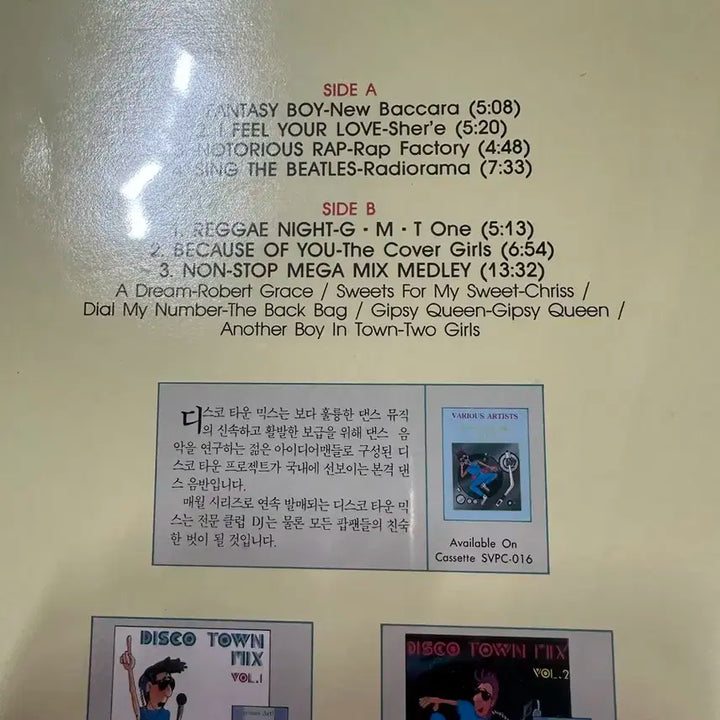 SIDE A
FANTASY BOY-New Baccara (5:08)
2. I FEEL YOUR LOVE-Sher'e (5:20)
3. NOTORIOUS RAP-Rap Factory (4:48)
4. SING THE BEATLES-Radiorama (7:33)
SIDE B
1. REGGAE NIGHT-G・M・T One (5:13)
2. BECAUSE OF YOU-The Cover Girls (6:54)
3. NON-STOP MEGA MIX MEDLEY (13:32)
A Dream-Robert Grace / Sweets For My Sweet-Chriss /
Dial My Number-The Back Bag / Gipsy Queen-Gipsy Queen /
Another Boy In Town-Two Girls
디스코 타운 믹스는 보다 훌륭한 댄스 뮤직
의 신속하고 활발한 보급을 위해 댄스 음
악을 연구하는 젊은 아이디어맨들로 구성된 디
스코 타운 프로젝트가 국내에 선보이는 본격 댄
스 음반입니다.
매월 시리즈로 연속 발매되는 디스코 타운 믹
스는 전문 클럽 DJ는 물론 모든 팝팬들의 친숙
한 벗이 될 것입니다.
VARIOUS ARTISTS
Available On
Cassette SVPC-016
DISCO TOWN
MIX
VOL.1
DISCO TOWN MIX
VOL.2